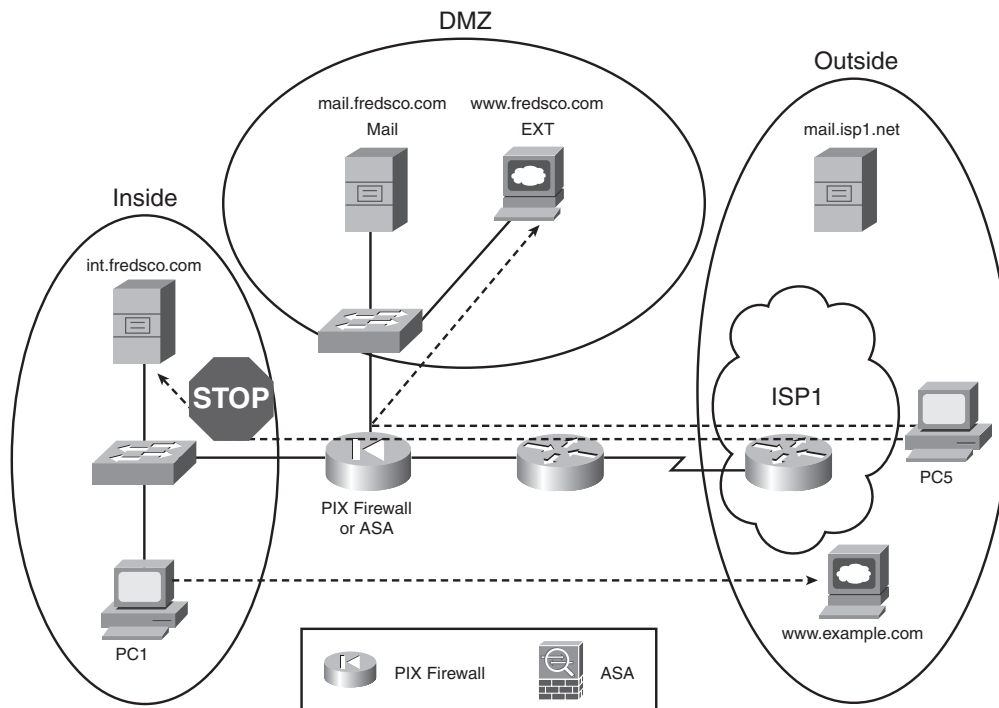 DMZ
Outside
mail.fredsco.com
www.fredsco.com
Mail
EXT
mail.isp1.net
Inside
int.fredsco.com
STOP
ISP1
PIX Firewall
or ASA
PC5
PC1
www.example.com
PIX Firewall
ASA